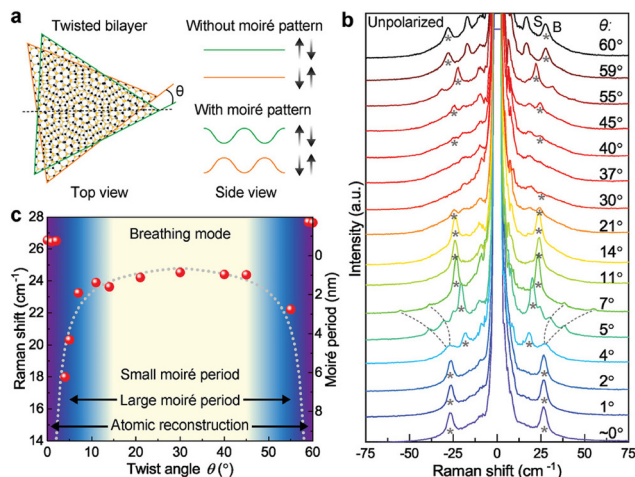 a
Twisted bilayer
Without moiré pattern
θ
With moiré pattern
Top view
Side view
b
Unpolarized
S
B
θ:
60°
59°
55°
45°
40°
37°
30°
21°
14°
11°
7°
5°
4°
2°
1°
~0°
Intensity (a.u.)
-75 -50 -25 0 25 50 75
Raman shift (cm⁻¹)
c
28
26
24
22
20
18
16
14
Raman shift (cm⁻¹)
Breathing mode
Small moiré period
Large moiré period
Atomic reconstruction
0
2
4
6
8
Moiré period (nm)
0 10 20 30 40 50 60
Twist angle θ (°)